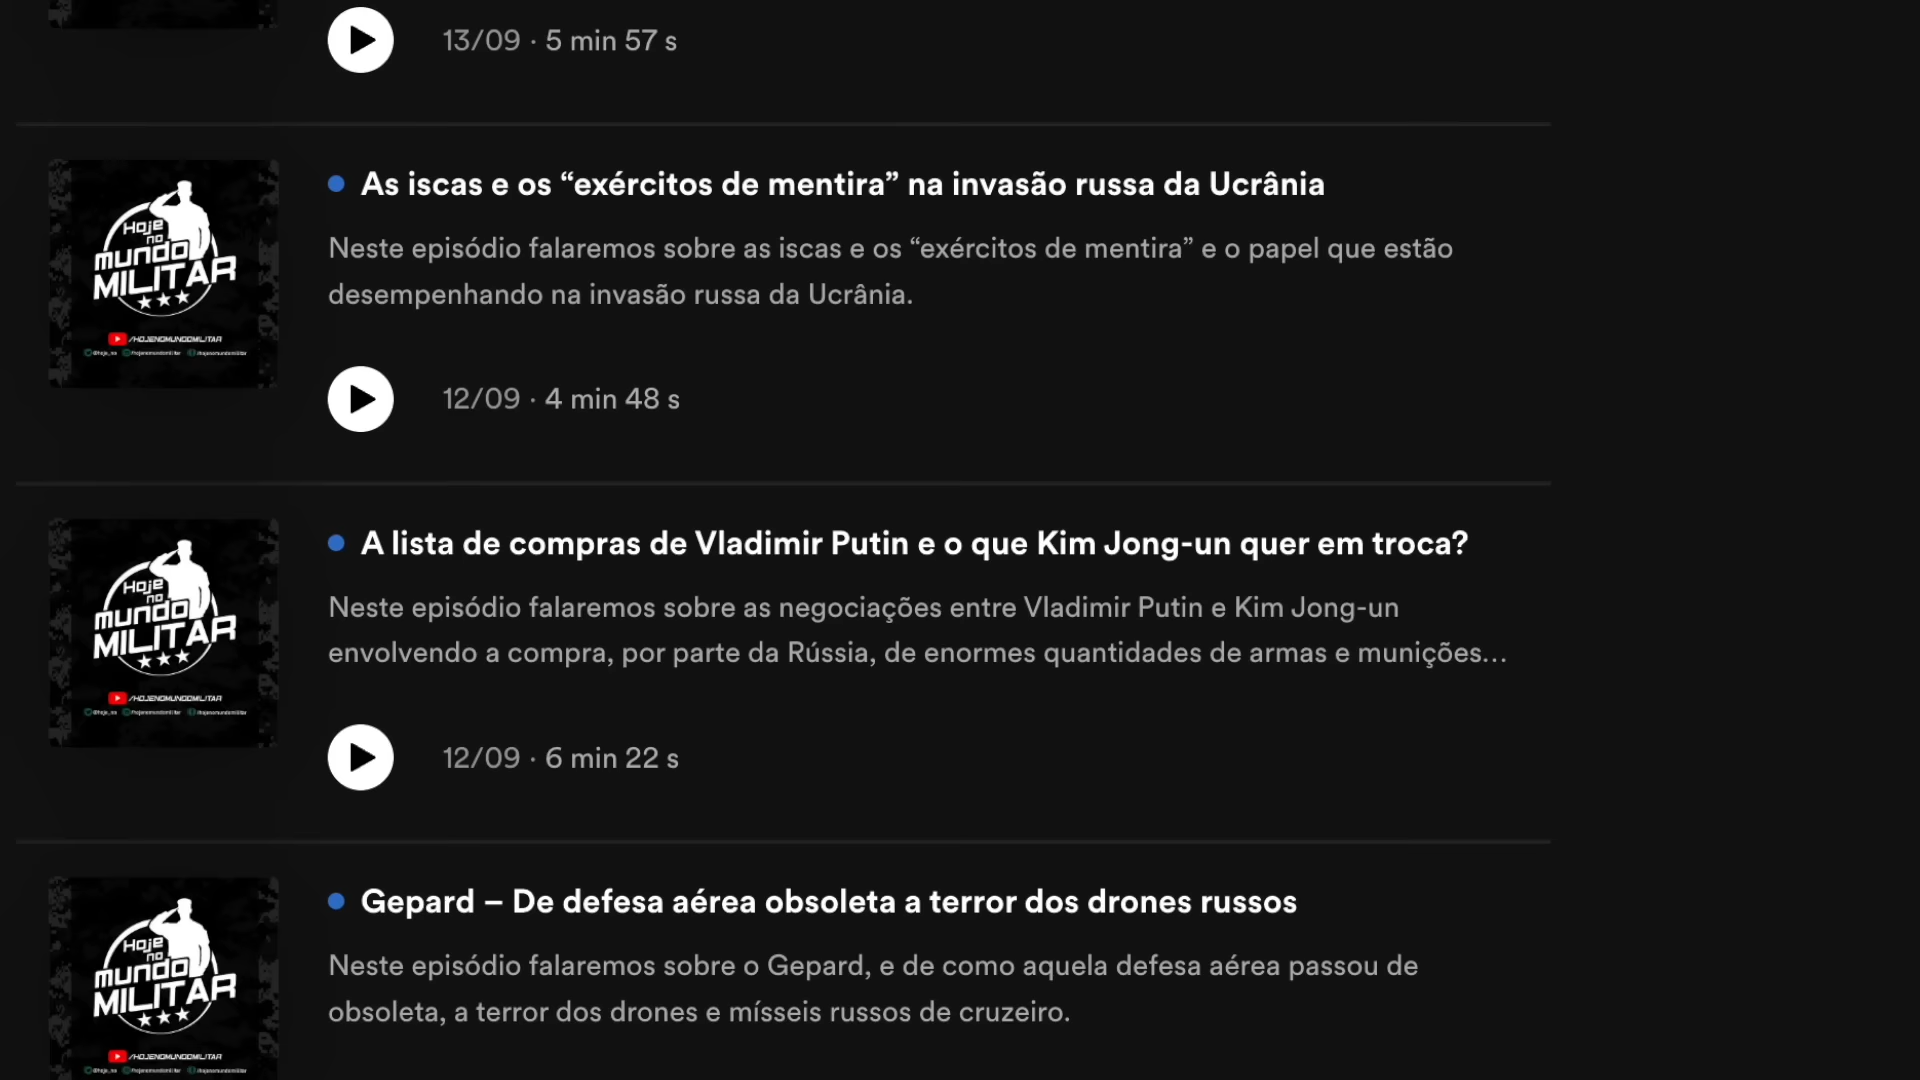 13/09 · 5 min 57 s
Hoje
no
mundo
MILITAR
/HOJENOMUNDOMILITAR
As iscas e os “exércitos de mentira” na invasão russa da Ucrânia
Neste episódio falaremos sobre as iscas e os “exércitos de mentira” e o papel que estão
desempenhando na invasão russa da Ucrânia.
12/09 · 4 min 48 s
Hoje
no
mundo
MILITAR
/HOJENOMUNDOMILITAR
A lista de compras de Vladimir Putin e o que Kim Jong-un quer em troca?
Neste episódio falaremos sobre as negociações entre Vladimir Putin e Kim Jong-un
envolvendo a compra, por parte da Rússia, de enormes quantidades de armas e munições...
12/09 · 6 min 22 s
Hoje
no
mundo
MILITAR
/HOJENOMUNDOMILITAR
Gepard – De defesa aérea obsoleta a terror dos drones russos
Neste episódio falaremos sobre o Gepard, e de como aquela defesa aérea passou de
obsoleta, a terror dos drones e mísseis russos de cruzeiro.